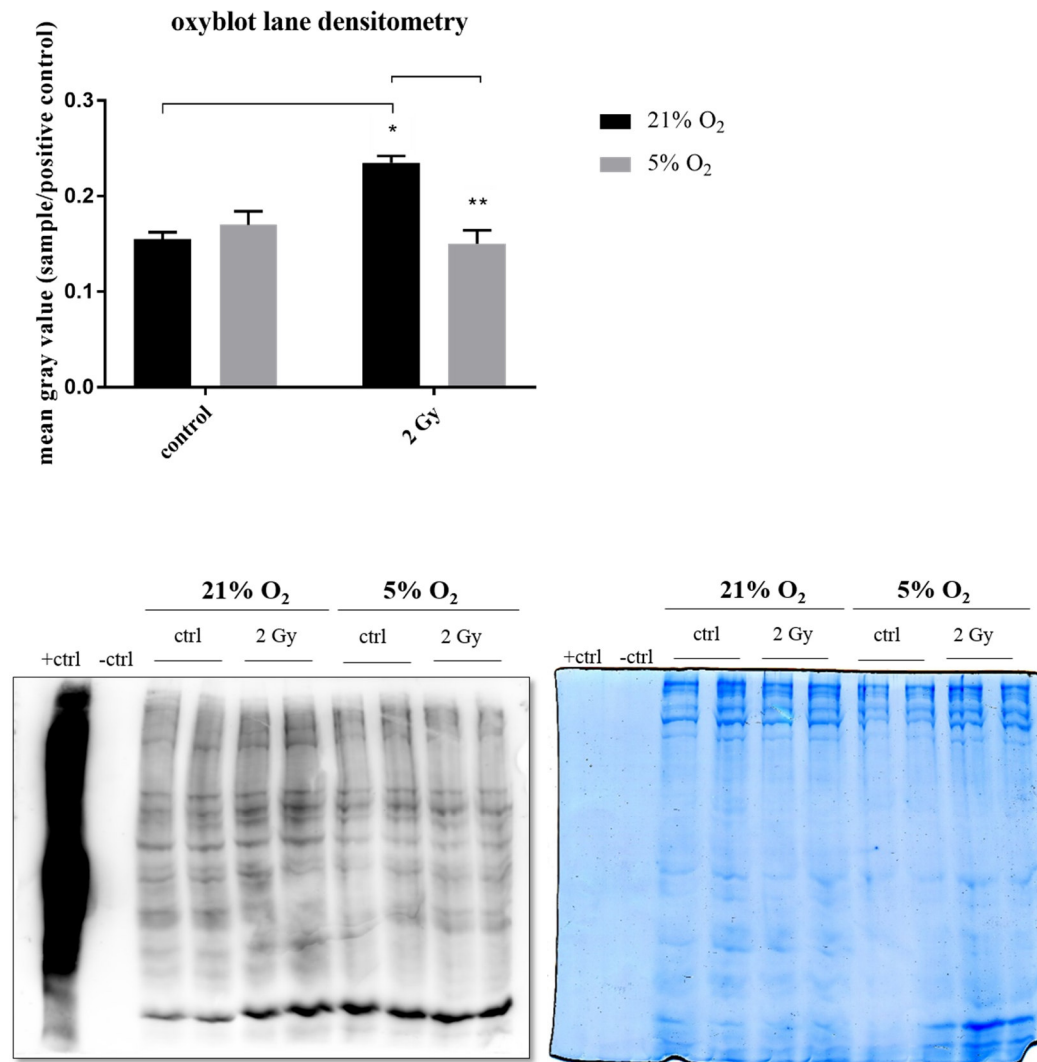 oxyblot lane densitometry
mean gray value (sample/positive control)
0.3
0.2
0.1
0.0
*
**
control
2 Gy
21% O₂
5% O₂
21% O₂ 5% O₂
ctrl 2 Gy ctrl 2 Gy
+ctrl -ctrl
21% O₂ 5% O₂
ctrl 2 Gy ctrl 2 Gy
+ctrl -ctrl